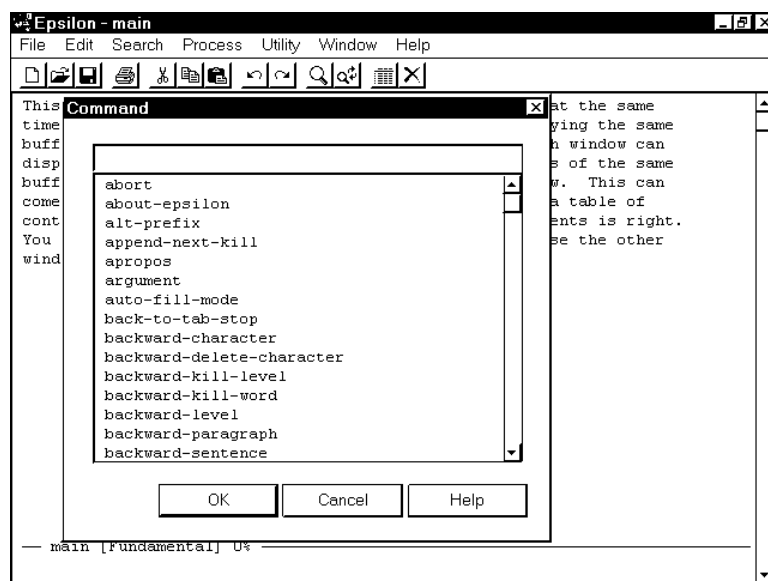 Epsilon - main
File Edit Search Process Utility Window Help
This Command at the same
time ying the same
buff h window can
disp s of the same
buff w. This can
come a table of
cont ents is right.
You se the other
wind
abort
about-epsilon
alt-prefix
append-next-kill
apropos
argument
auto-fill-mode
back-to-tab-stop
backward-character
backward-delete-character
backward-kill-level
backward-kill-word
backward-level
backward-paragraph
backward-sentence
OK Cancel Help
main [Fundamental] 0%